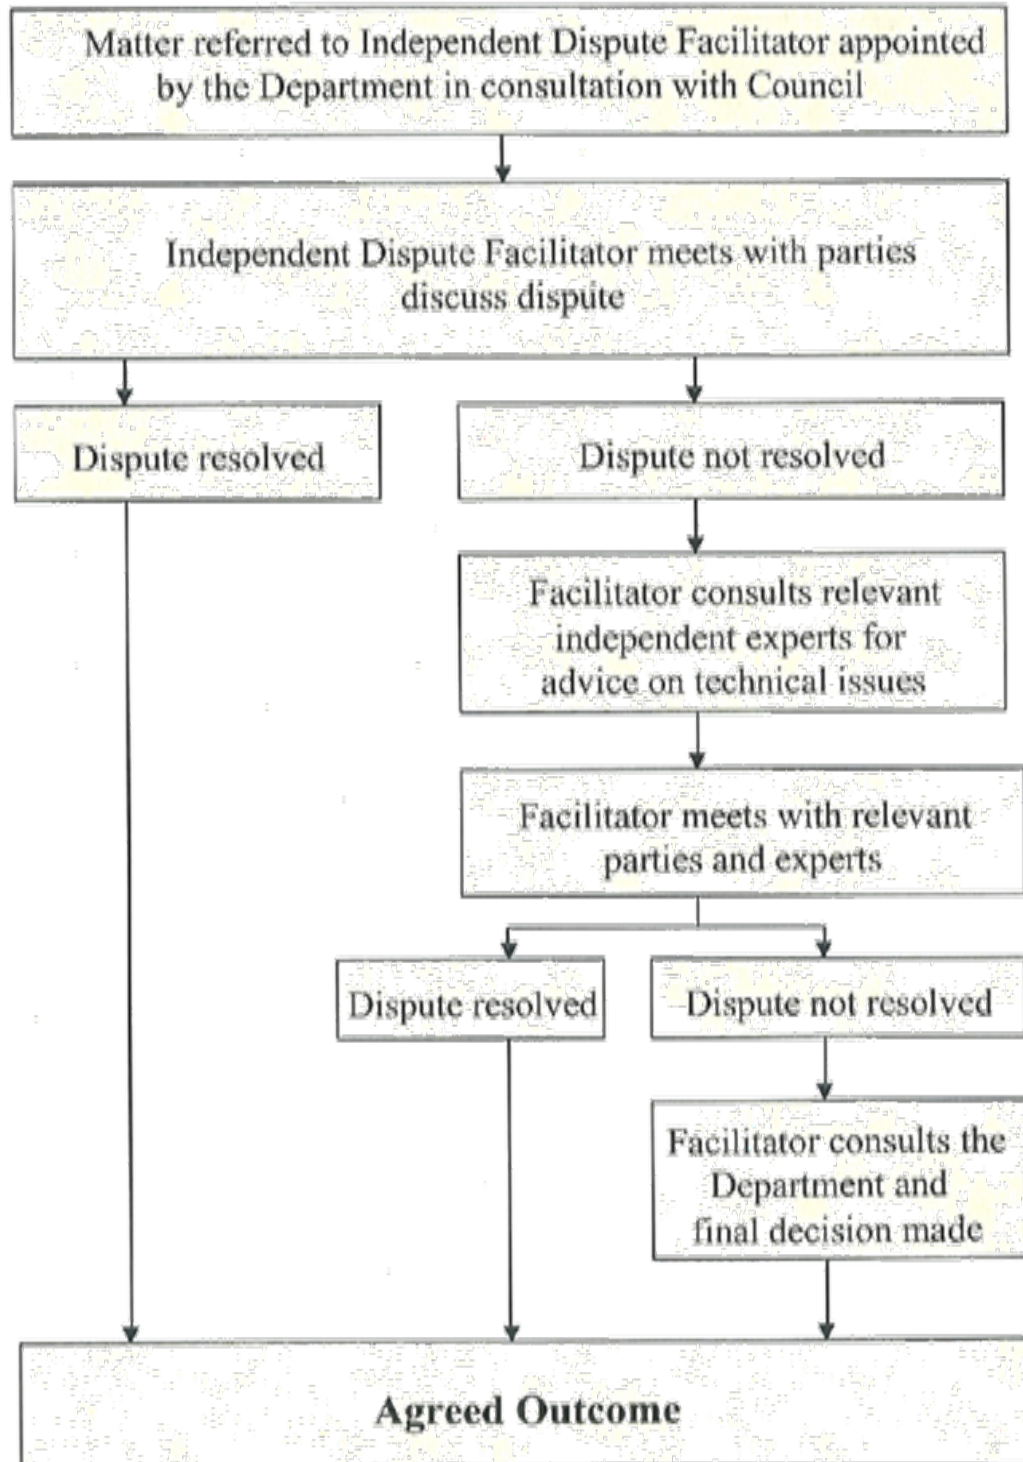 Matter referred to Independent Dispute Facilitator appointed
by the Department in consultation with Council
Independent Dispute Facilitator meets with parties
discuss dispute
Dispute resolved
Dispute not resolved
Facilitator consults relevant
independent experts for
advice on technical issues
Facilitator meets with relevant
parties and experts
Dispute resolved
Dispute not resolved
Facilitator consults the
Department and
final decision made
Agreed Outcome